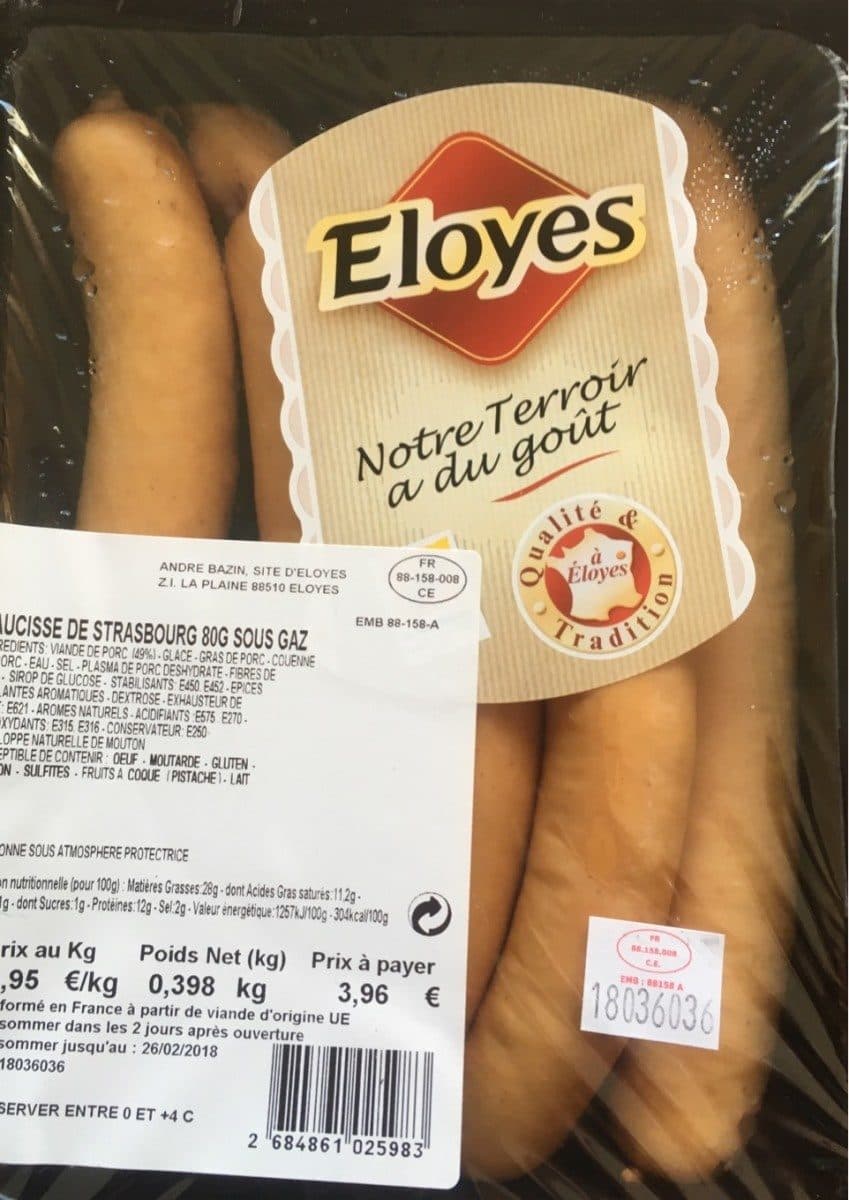 Eloyes
Notre Terroir
a du goût
Qualité &
à
Éloyes
Tradition
ANDRE BAZIN, SITE D'ELOYES
Z.I. LA PLAINE 88510 ELOYES
FR
88-158-008
CE
EMB 88-158-A
AUCISSE DE STRASBOURG 80G SOUS GAZ
REDIENTS: VIANDE DE PORC (49%) - GLACE - GRAS DE PORC - COUENNE
ORC - EAU - SEL - PLASMA DE PORC DESHYDRATE - FIBRES DE
- SIROP DE GLUCOSE - STABILISANTS: E450 E452 - EPICES
ANTES AROMATIQUES - DEXTROSE - EXHAUSTEUR DE
: E621 - AROMES NATURELS - ACIDIFIANTS :E575 E270 -
XYDANTS: E315 E316 - CONSERVATEUR: E250-
LOPPE NATURELLE DE MOUTON
EPTIBLE DE CONTENIR : OEUF - MOUTARDE - GLUTEN -
ON - SULFITES - FRUITS A COQUE (PISTACHE) - LAIT
ONNE SOUS ATMOSPHERE PROTECTRICE
on nutritionnelle (pour 100g) : Matières Grasses:28g - dont Acides Gras saturés:11.2g -
1g - dont Sucres:1g - Protéines:12g - Sel:2g - Valeur énergétique:1257kJ/100g -304kcal/100g
rix au Kg Poids Net (kg) Prix à payer
,95 €/kg 0,398 kg 3,96 €
formé en France à partir de viande d'origine UE
sommer dans les 2 jours après ouverture
sommer jusqu'au : 26/02/2018
18036036
SERVER ENTRE 0 ET +4 C
2 684861 025983
FR
88.158.008
C.E.
EMB : 88158 A
18036036